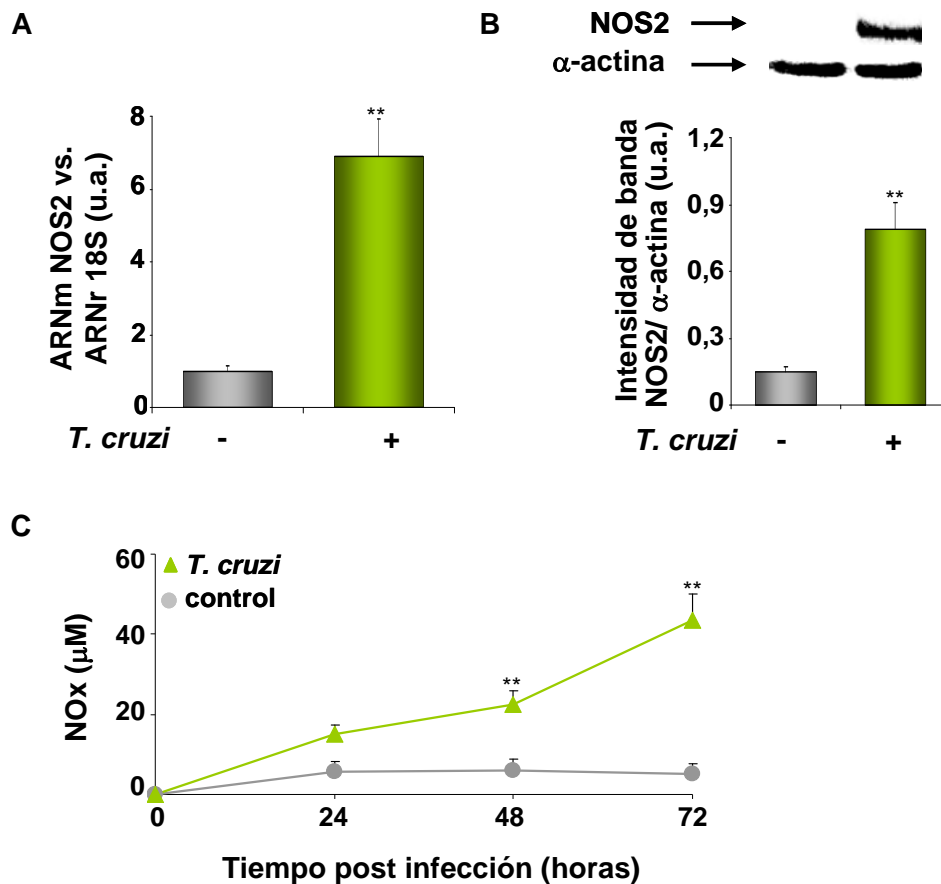 A
B
NOS2
α-actina
8
6
4
2
0
ARNm NOS2 vs.
ARNr 18S (u.a.)
**
T. cruzi - +
1,2
0,9
0,6
0,3
0
Intensidad de banda
NOS2/ α-actina (u.a.)
**
T. cruzi - +
C
60
40
20
0
NOx (μM)
T. cruzi
control
**
**
0 24 48 72
Tiempo post infección (horas)